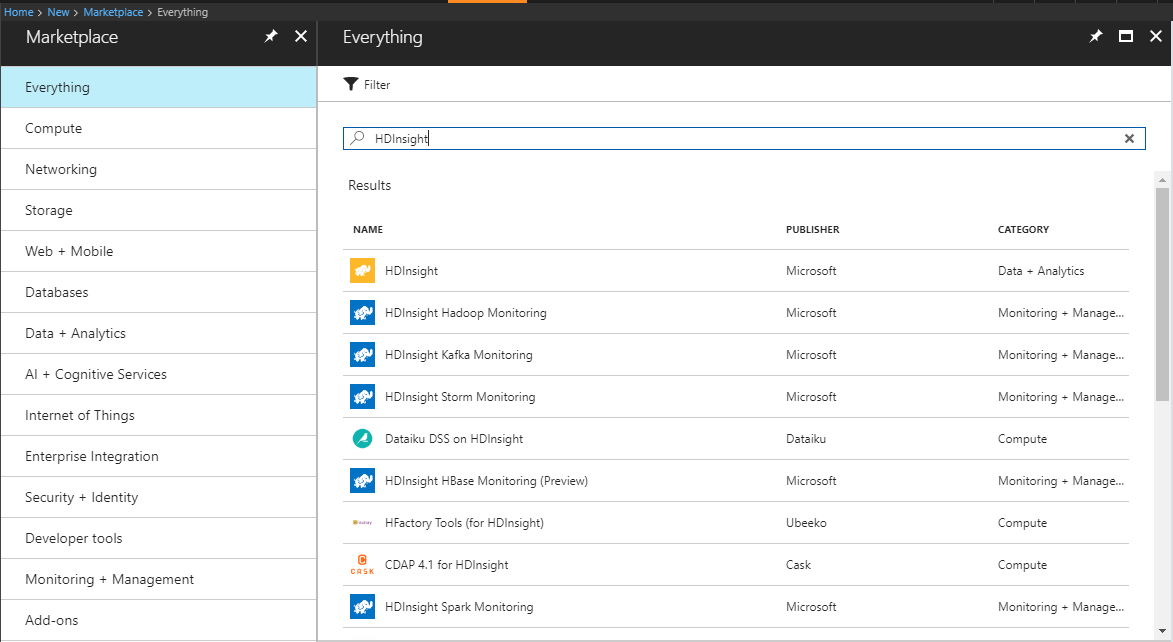 Home > New > Marketplace > Everything
Marketplace
Everything
Compute
Networking
Storage
Web + Mobile
Databases
Data + Analytics
AI + Cognitive Services
Internet of Things
Enterprise Integration
Security + Identity
Developer tools
Monitoring + Management
Add-ons
Everything
Filter
HDInsight
Results
NAME PUBLISHER CATEGORY
HDInsight Microsoft Data + Analytics
HDInsight Hadoop Monitoring Microsoft Monitoring + Manage...
HDInsight Kafka Monitoring Microsoft Monitoring + Manage...
HDInsight Storm Monitoring Microsoft Monitoring + Manage...
Dataiku DSS on HDInsight Dataiku Compute
HDInsight HBase Monitoring (Preview) Microsoft Monitoring + Manage...
HFactory Tools (for HDInsight) Ubeeko Compute
CASK CDAP 4.1 for HDInsight Cask Compute
HDInsight Spark Monitoring Microsoft Monitoring + Manage...